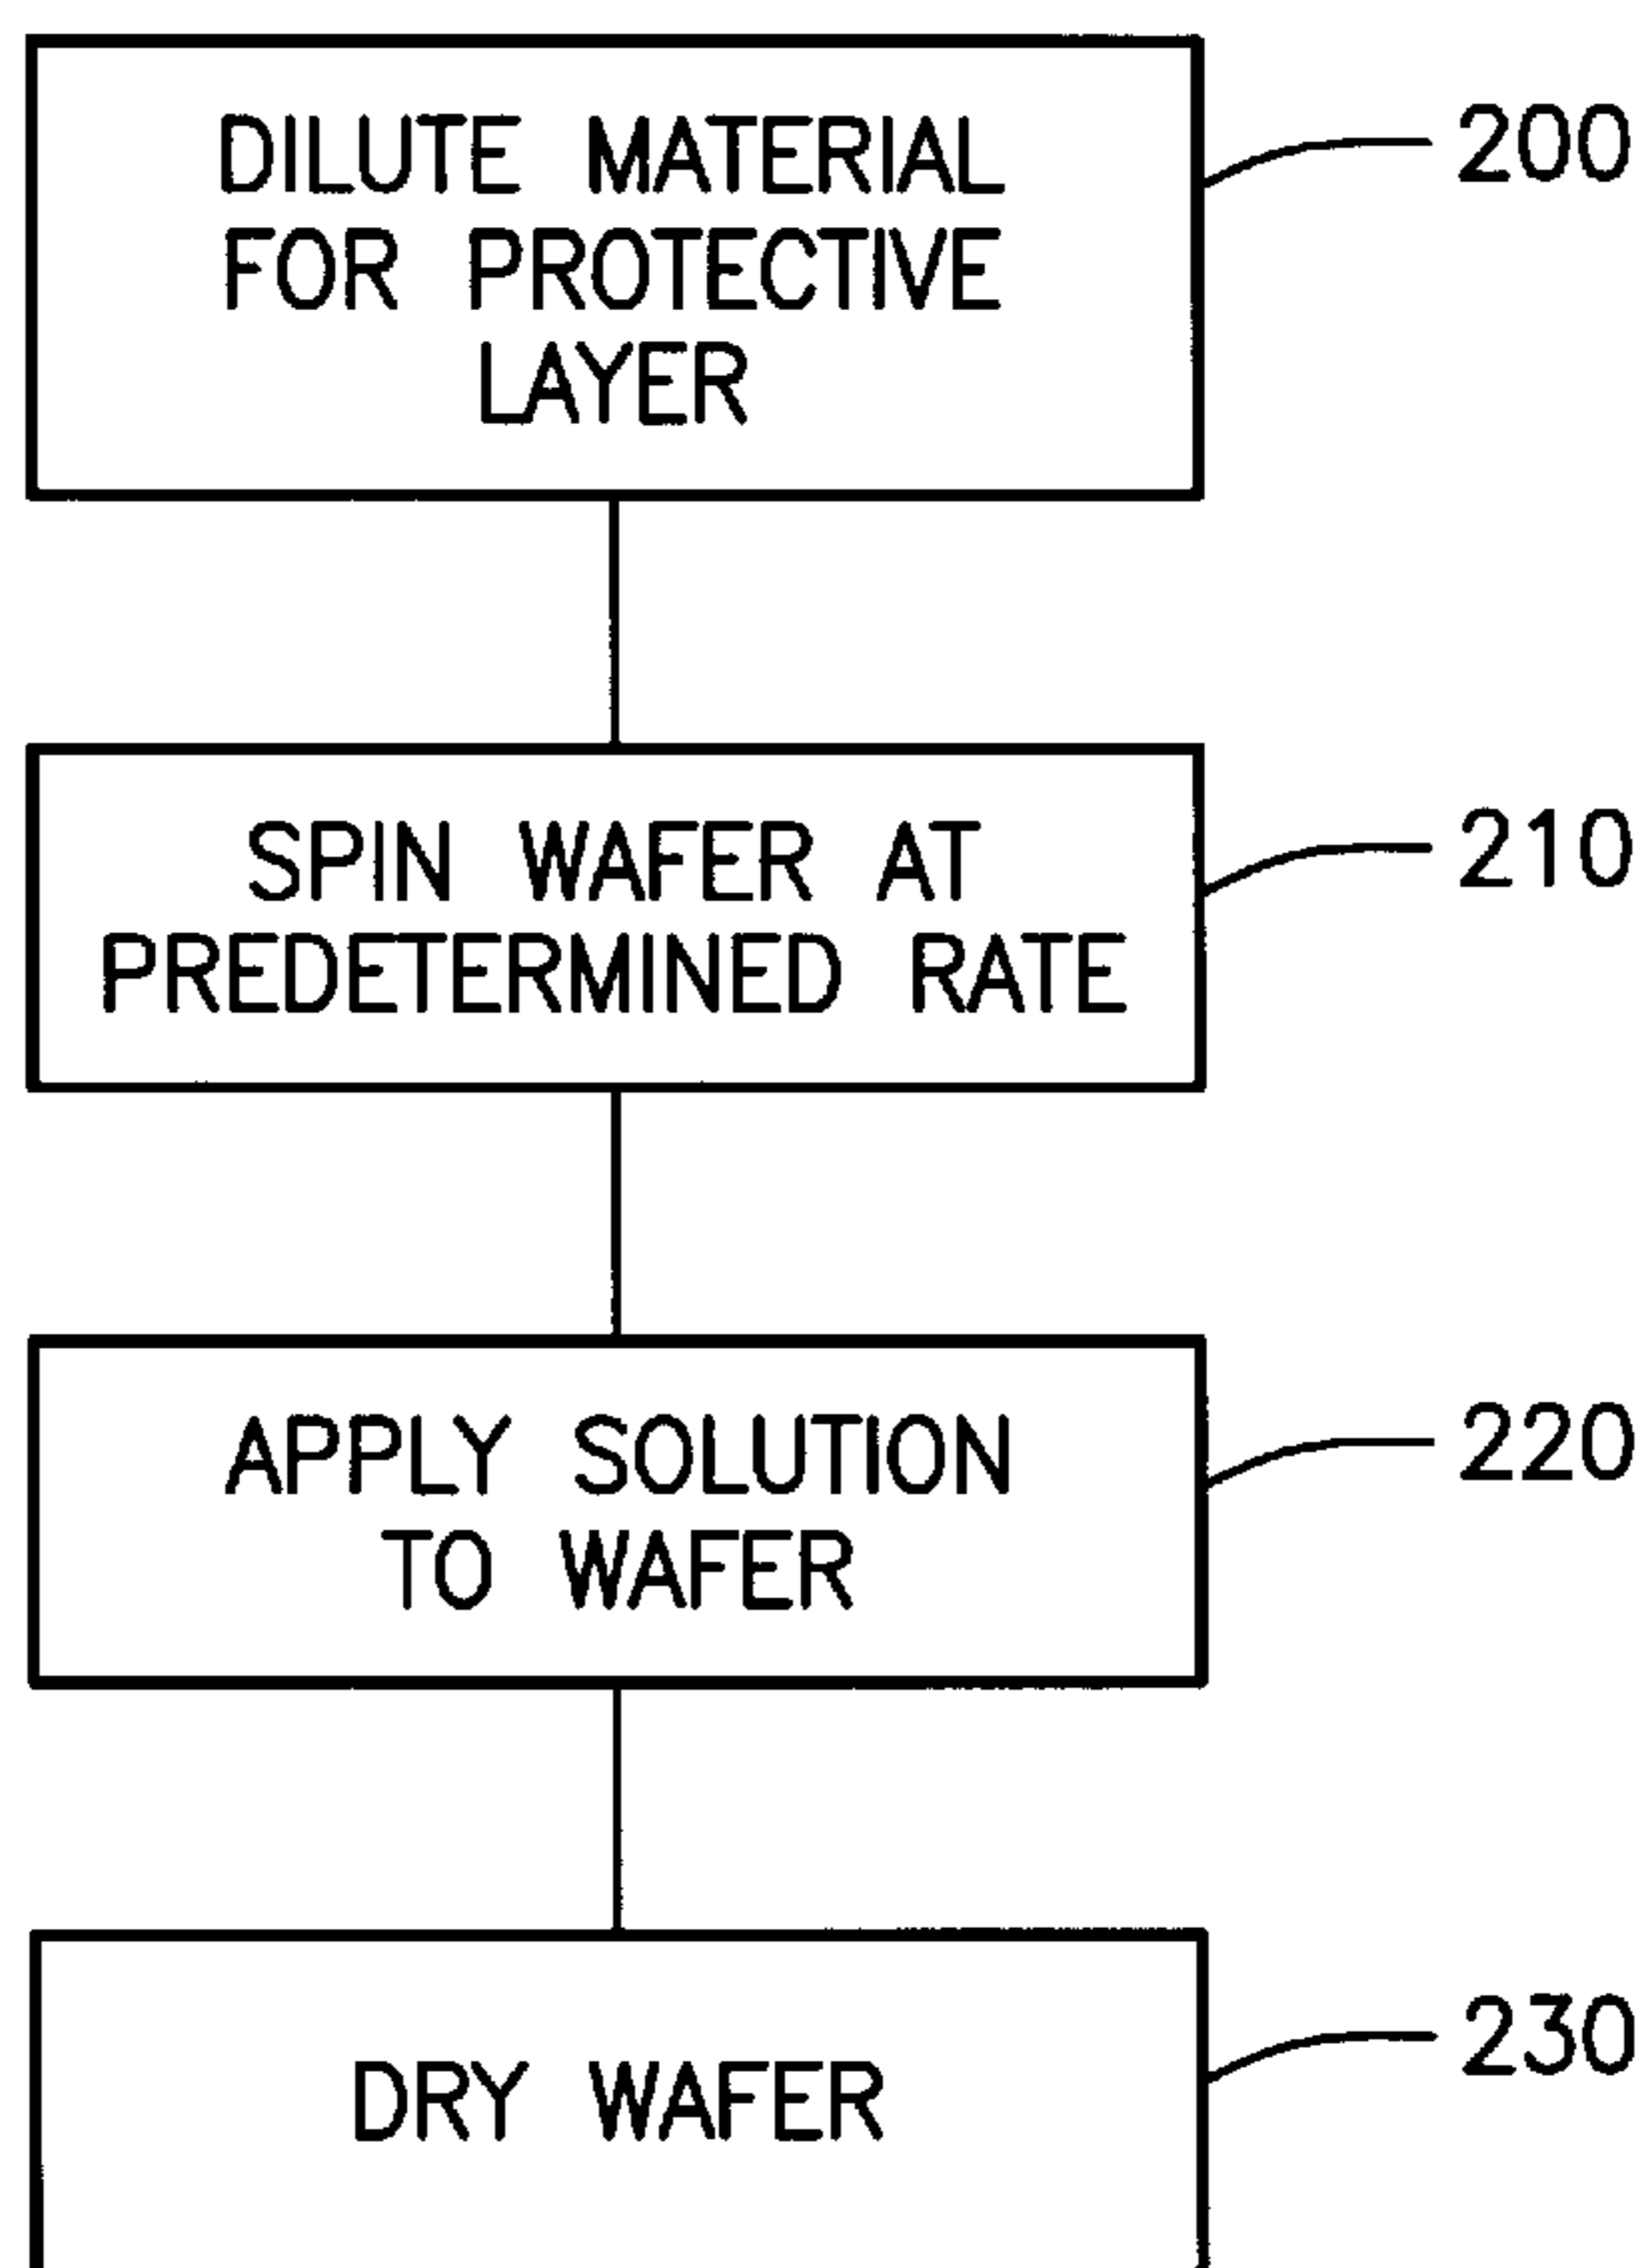 DILUTE MATERIAL
FOR PROTECTIVE
LAYER
200
SPIN WAFER AT
PREDETERMINED RATE
210
APPLY SOLUTION
TO WAFER
220
DRY WAFER
230